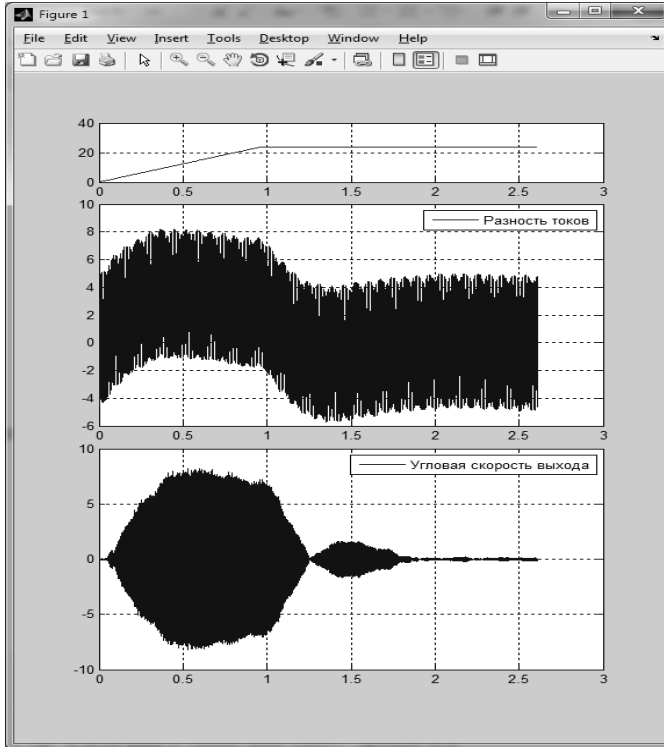 Figure 1
File Edit View Insert Tools Desktop Window Help
40
20
0
0 0.5 1 1.5 2 2.5 3
10
Разность токов
8
6
4
2
0
-2
-4
-6
0 0.5 1 1.5 2 2.5 3
10
Угловая скорость выхода
5
0
-5
-10
0 0.5 1 1.5 2 2.5 3